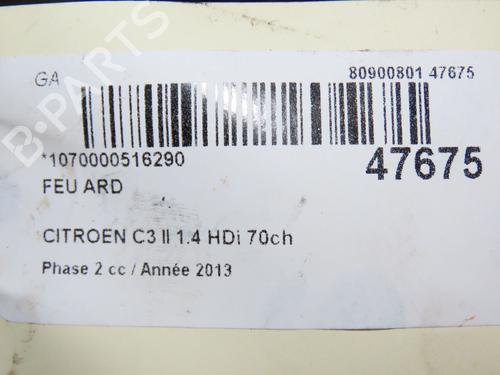 GA 80900801 47675
*1070000516290 47675
FEU ARD
CITROEN C3 II 1.4 HDi 70ch
Phase 2 cc / Année 2013
B-PARTS